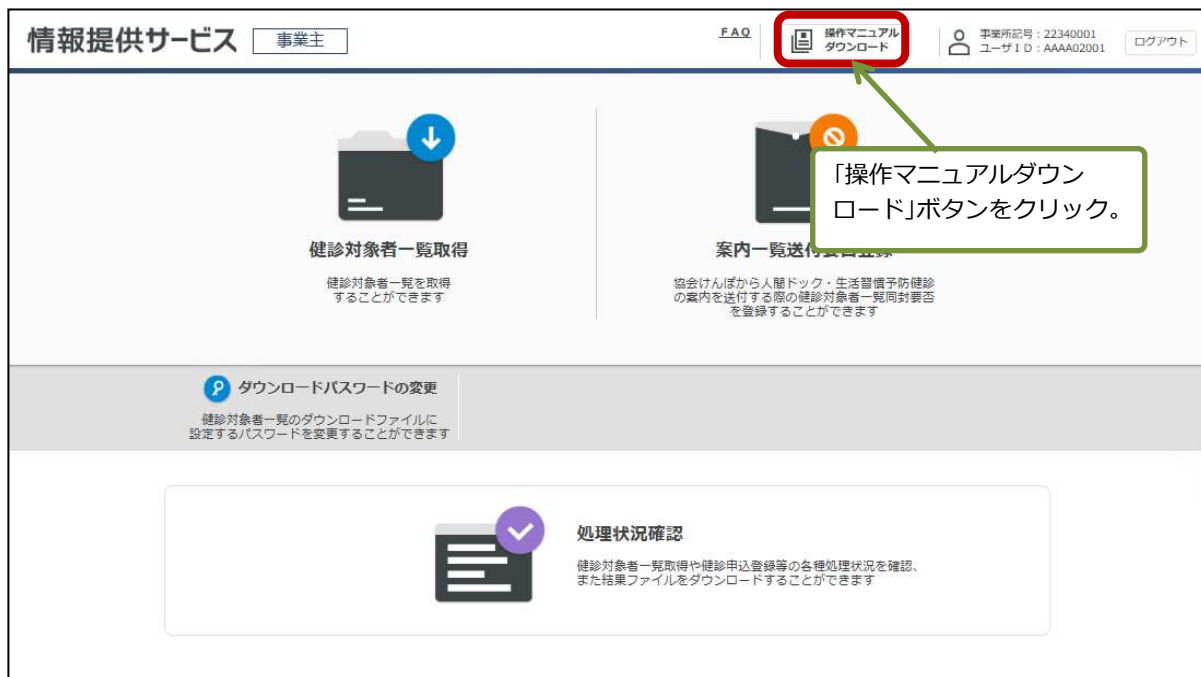 情報提供サービス 事業主
FAQ
操作マニュアル
ダウンロード
事業所記号：22340001
ユーザＩＤ：AAAA02001
ログアウト
「操作マニュアルダウン
ロード」ボタンをクリック。
健診対象者一覧取得
健診対象者一覧を取得
することができます
案内一覧送付
協会けんぽから人間ドック・生活習慣予防健診
の案内を送付する際の健診対象者一覧同封要否
を登録することができます
ダウンロードパスワードの変更
健診対象者一覧のダウンロードファイルに
設定するパスワードを変更することができます
処理状況確認
健診対象者一覧取得や健診申込登録等の各種処理状況を確認、
また結果ファイルをダウンロードすることができます